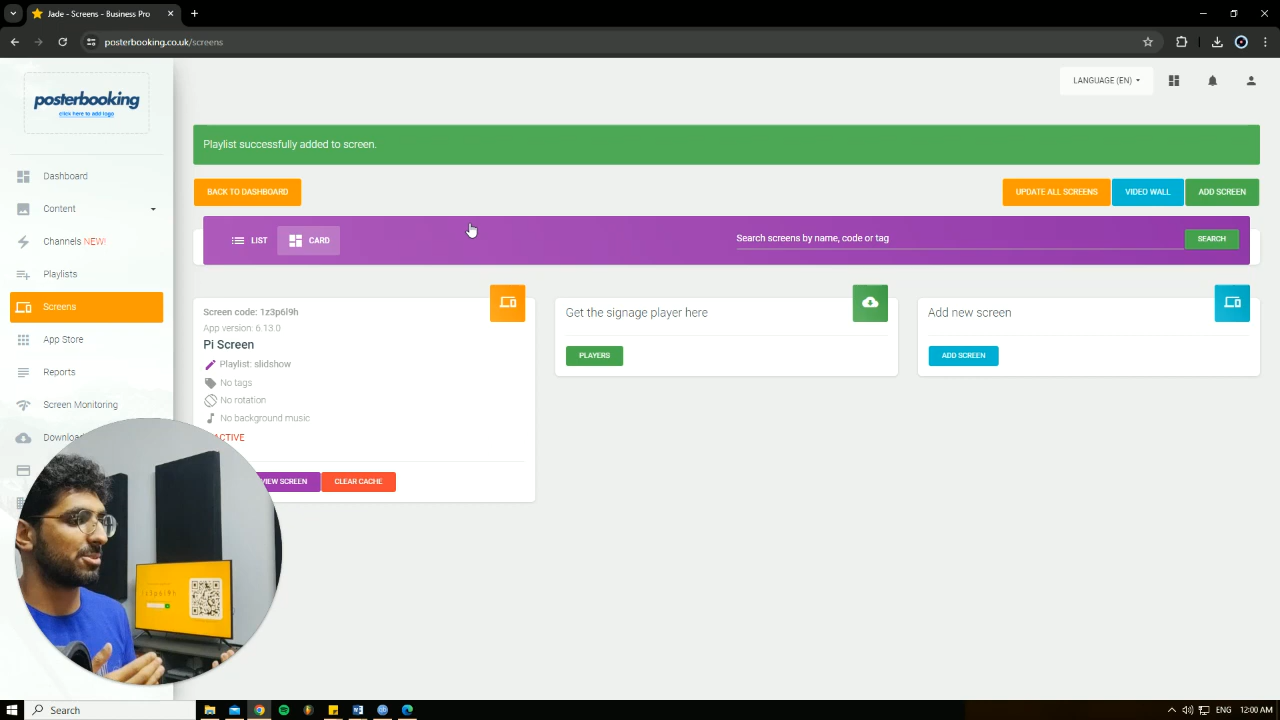 Jade - Screens - Business Pro
posterbooking.co.uk/screens
posterbooking
click here to add logo
LANGUAGE (EN)
Dashboard
Content
Channels NEW!
Playlists
Screens
App Store
Reports
Screen Monitoring
Playlist successfully added to screen.
BACK TO DASHBOARD
UPDATE ALL SCREENS
VIDEO WALL
ADD SCREEN
LIST
CARD
Search screens by name, code or tag
SEARCH
Screen code: 1z3p6l9h
App version: 6.13.0
Pi Screen
Playlist: slidshow
No tags
No rotation
No background music
ACTIVE
VIEW SCREEN
CLEAR CACHE
Get the signage player here
PLAYERS
Add new screen
ADD SCREEN
1z3p6l9h
Search
ENG
12:00 AM